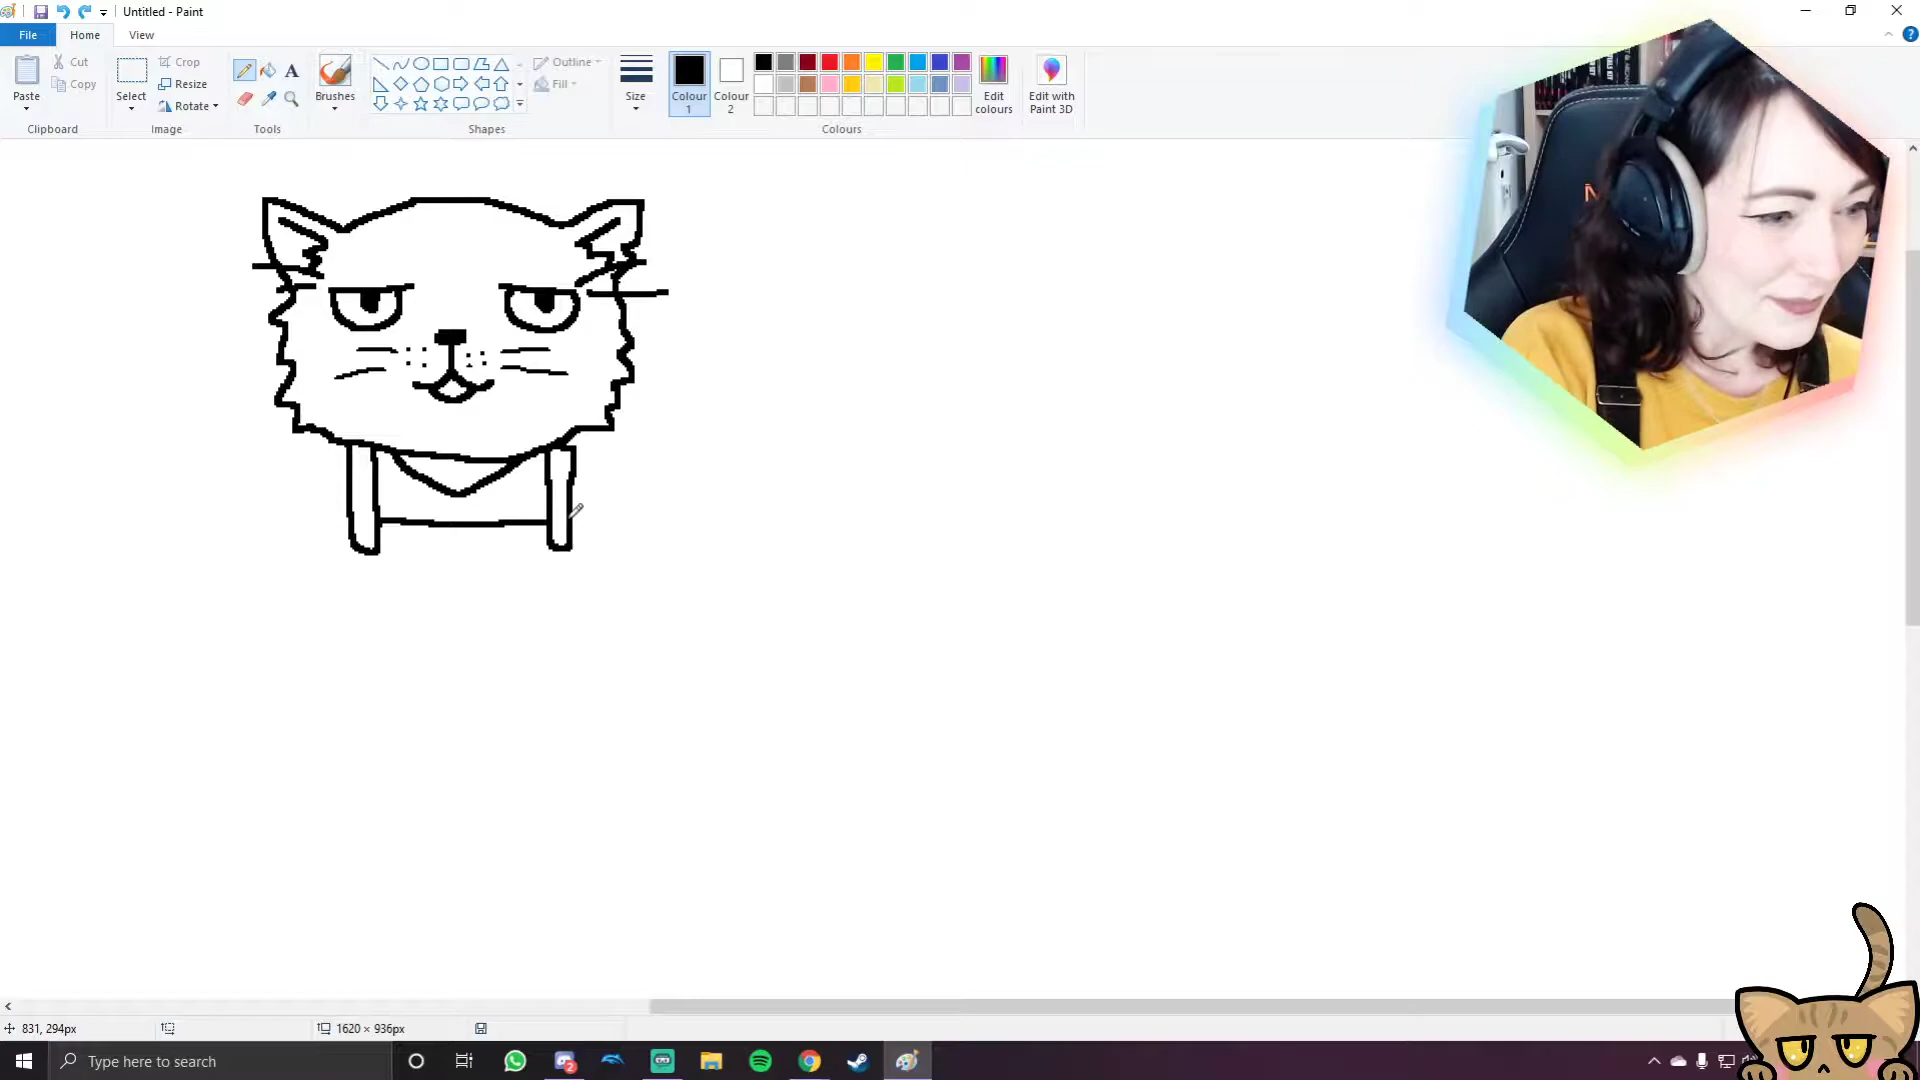 Untitled - Paint
File Home View
Paste
Cut
Copy
Clipboard
Select
Crop
Resize
Rotate
Image
Tools
Brushes
Shapes
Outline
Fill
Size
Colour 1
Colour 2
Edit colours
Edit with Paint 3D
Colours
831, 294px
1620 × 936px
Type here to search
2